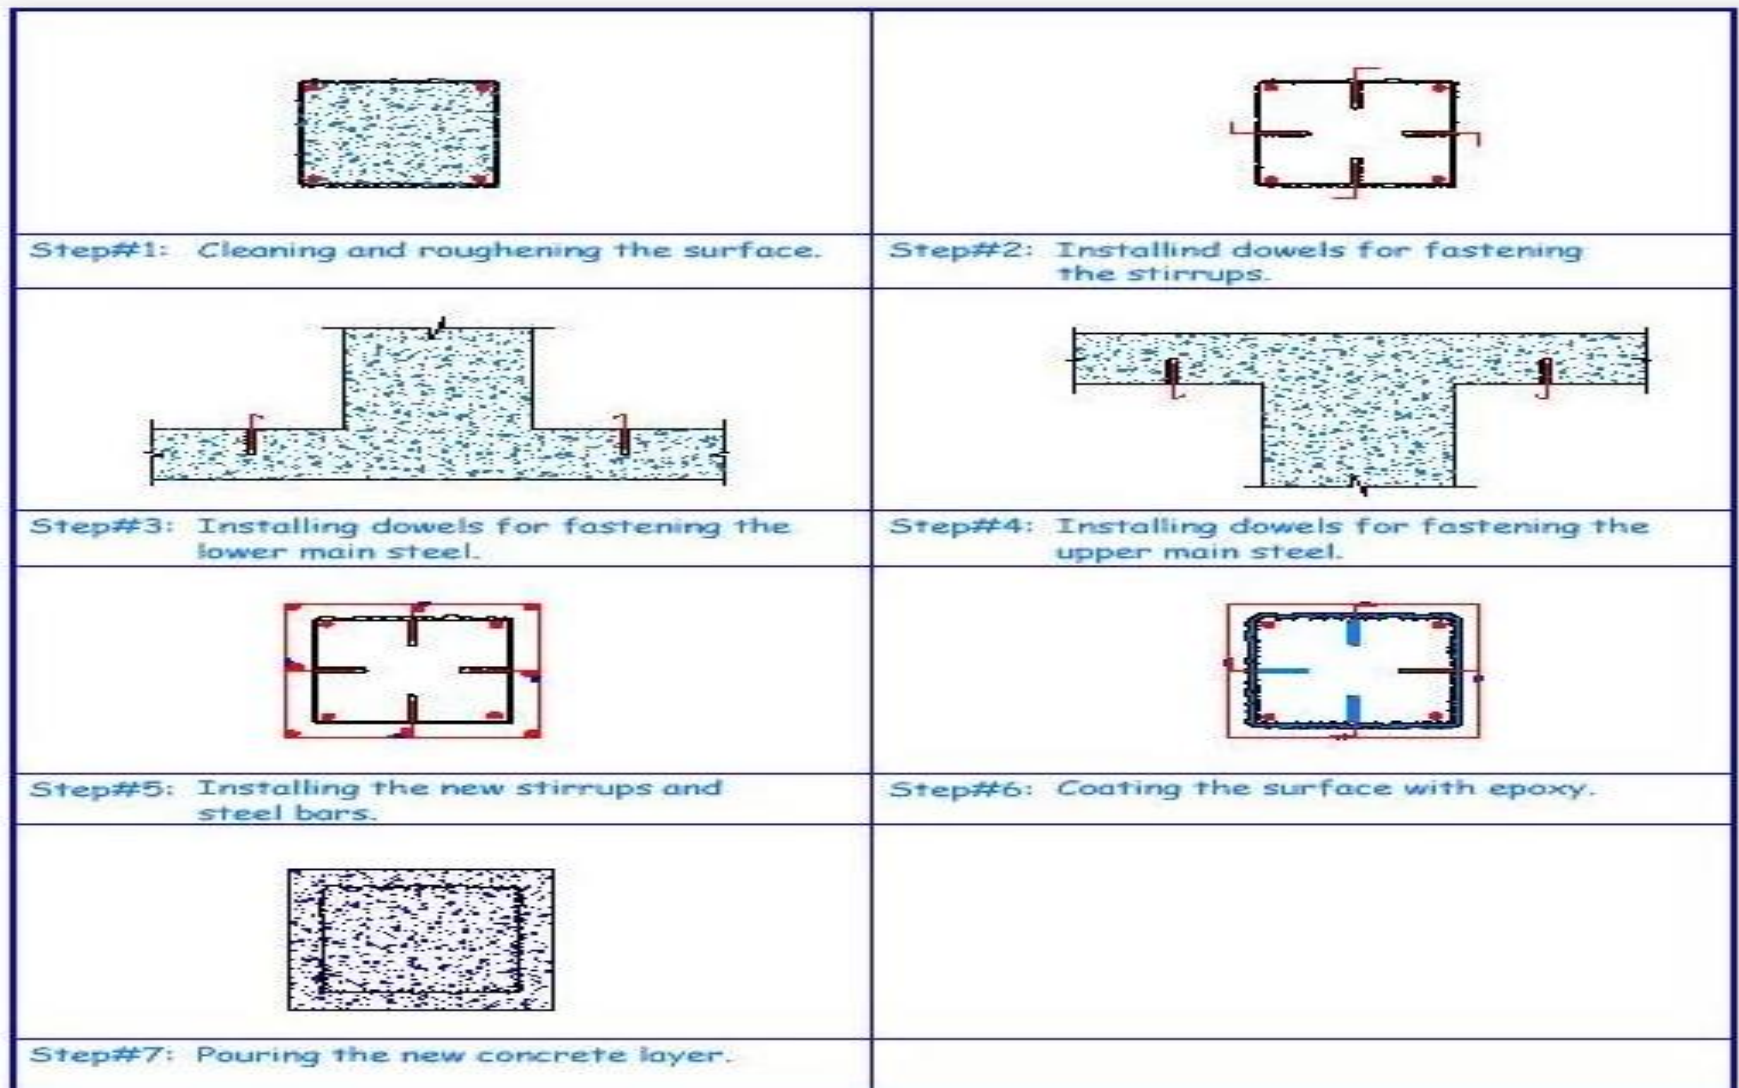 Step#1: Cleaning and roughening the surface.
Step#2: Installind dowels for fastening
the stirrups.
Step#3: Installing dowels for fastening the
lower main steel.
Step#4: Installing dowels for fastening the
upper main steel.
Step#5: Installing the new stirrups and
steel bars.
Step#6: Coating the surface with epoxy.
Step#7: Pouring the new concrete layer.